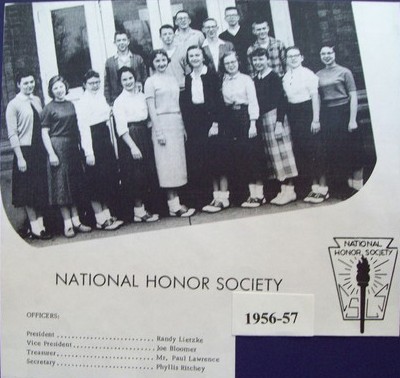 NATIONAL
HONOR SOCIETY
NATIONAL HONOR SOCIETY
1956-57
OFFICERS:
President ........................ Randy Lietzke
Vice President .................... Joe Bloomer
Treasurer ........................ Mr. Paul Lawrence
Secretary ........................ Phyllis Ritchey